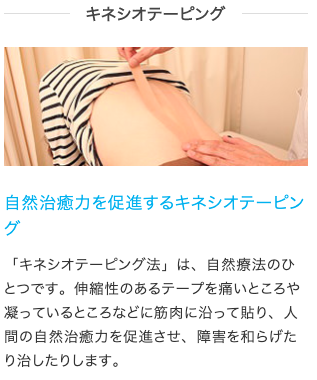 キネシオテーピング
自然治癒力を促進するキネシオテーピン
グ
「キネシオテーピング法」は、自然療法のひ
とつです。伸縮性のあるテープを痛いところや
凝っているところなどに筋肉に沿って貼り、人
間の自然治癒力を促進させ、障害を和らげた
り治したりします。